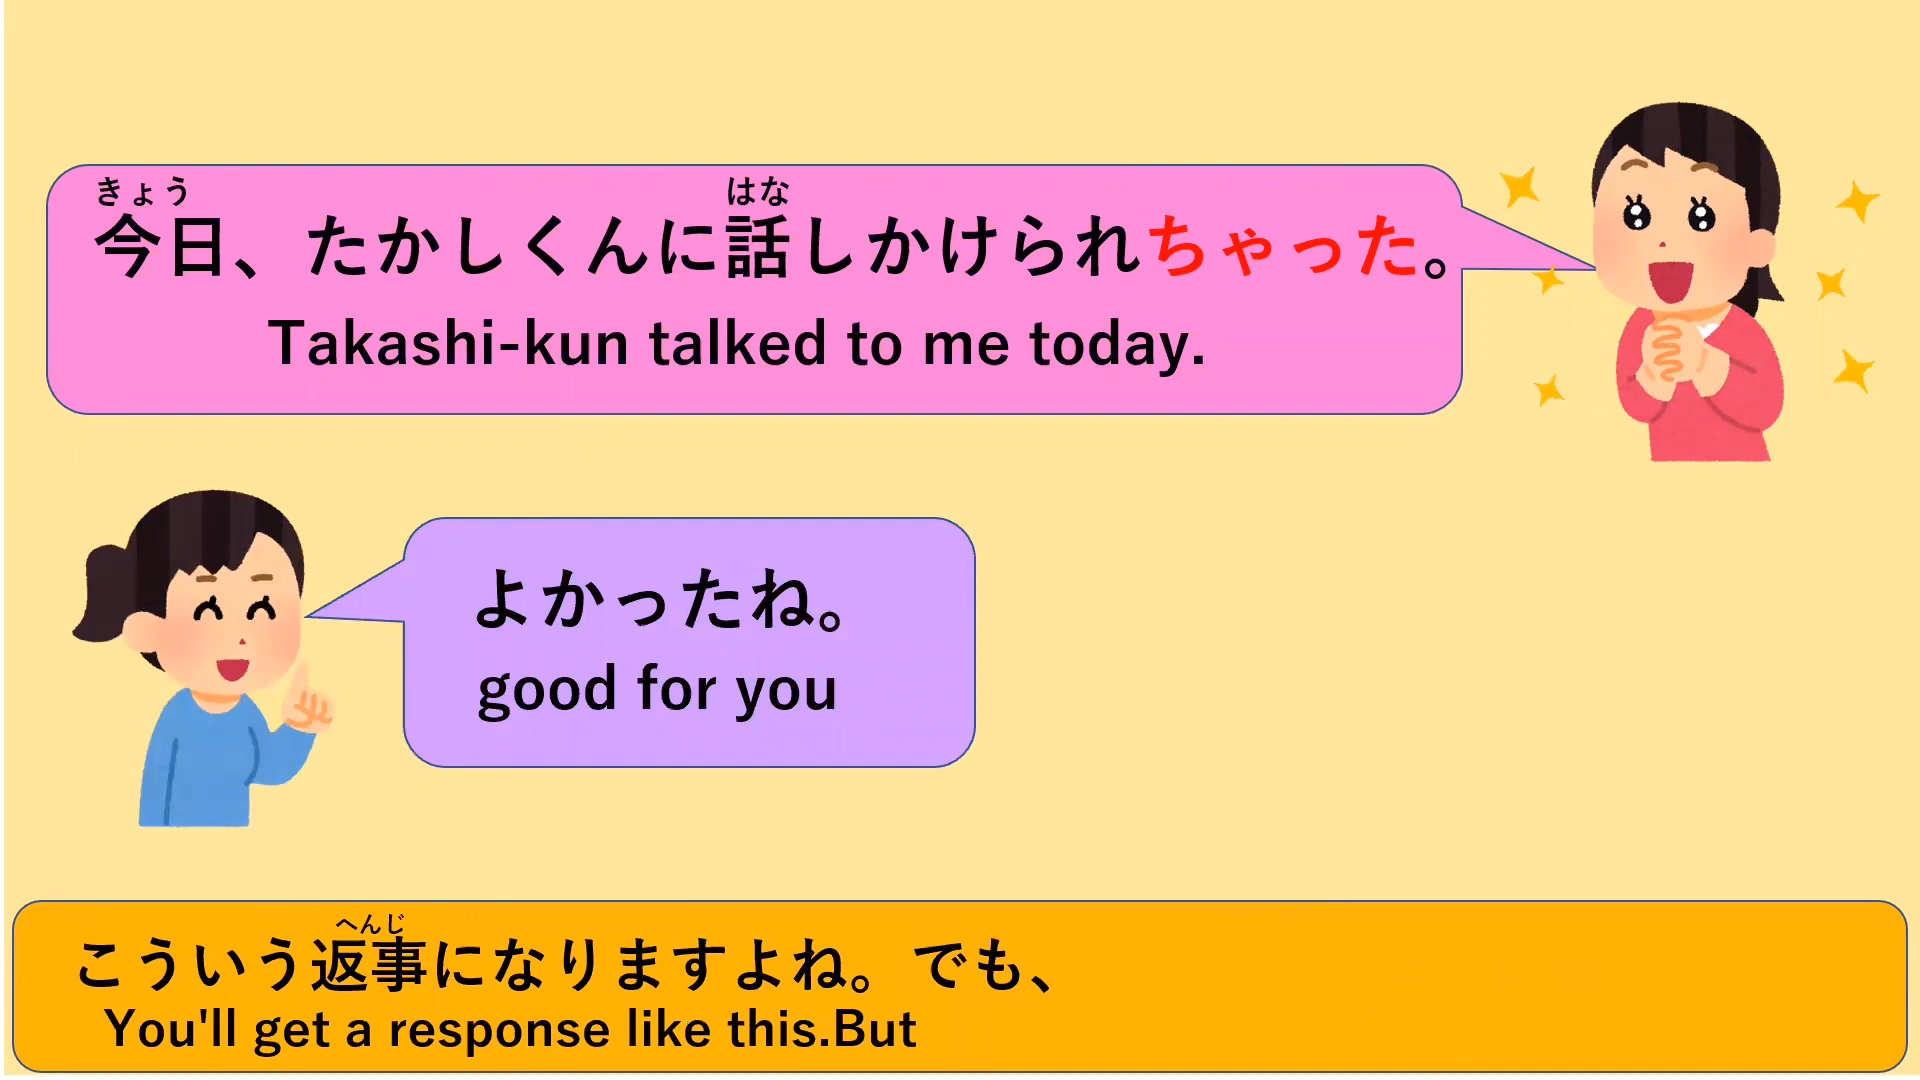 きょう はな
今日、たかしくんに話しかけられちゃった。
Takashi-kun talked to me today.
よかったね。
good for you
へんじ
こういう返事になりますよね。でも、
You'll get a response like this.But